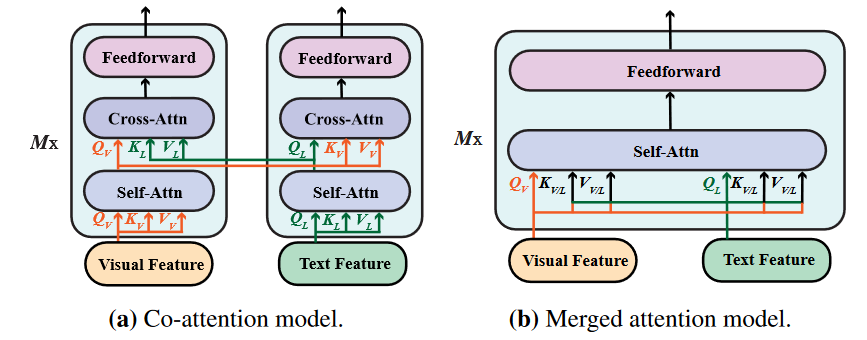 Feedforward
Feedforward
Feedforward
Cross-Attn
Cross-Attn
Mx
Mx
Self-Attn
Q_V K_L V_L
Q_L K_V V_V
Q_V K_{V/L} V_{V/L}
Q_L K_{V/L} V_{V/L}
Self-Attn
Self-Attn
Q_V K_V V_V
Q_L K_L V_L
Visual Feature
Text Feature
Visual Feature
Text Feature
(a) Co-attention model.
(b) Merged attention model.